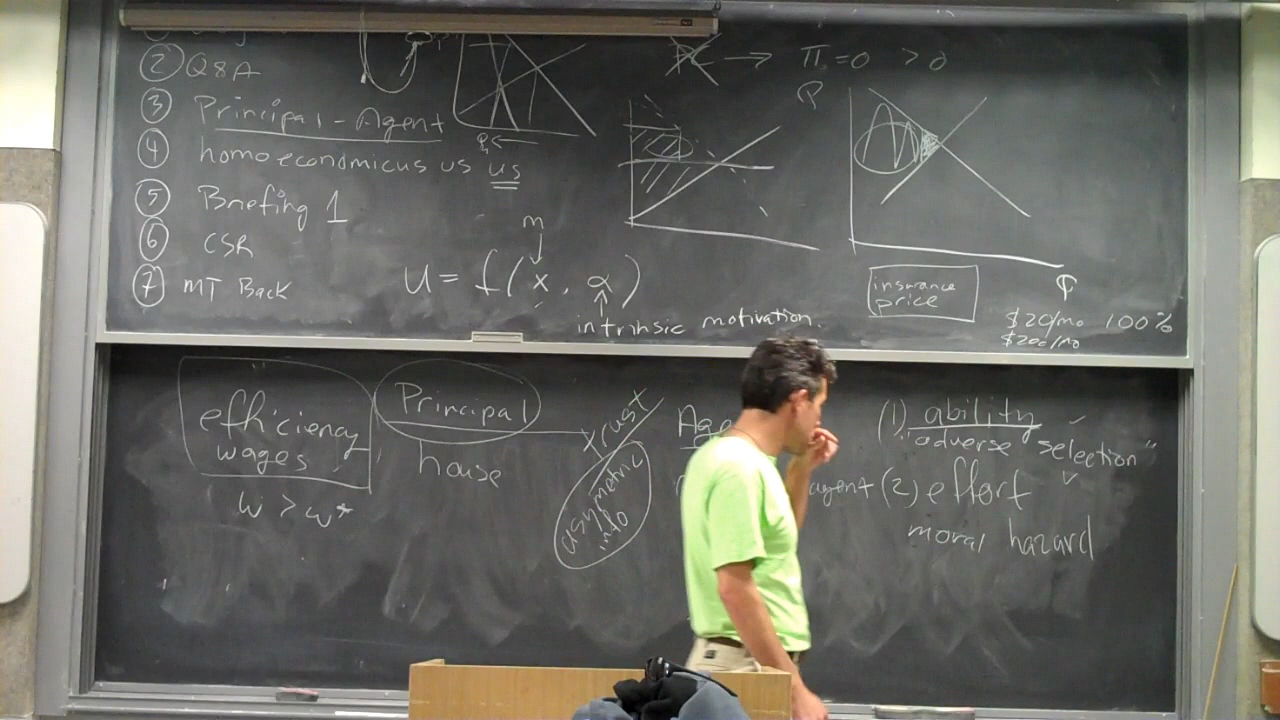 ② Q&A
③ Principal-Agent
④ homoeconomicus us us
⑤ Briefing 1
⑥ CSR
⑦ MT Back
m
U = f(x, α)
intrinsic motivation.
→ π=0 >0
P
insurance
price
$20/mo 100%
$200/mo
efficiency
wages
w > w*
Principal
house
Trust
asymmetric
info
agent
(1) ability
"adverse selection"
(2) effort
moral hazard